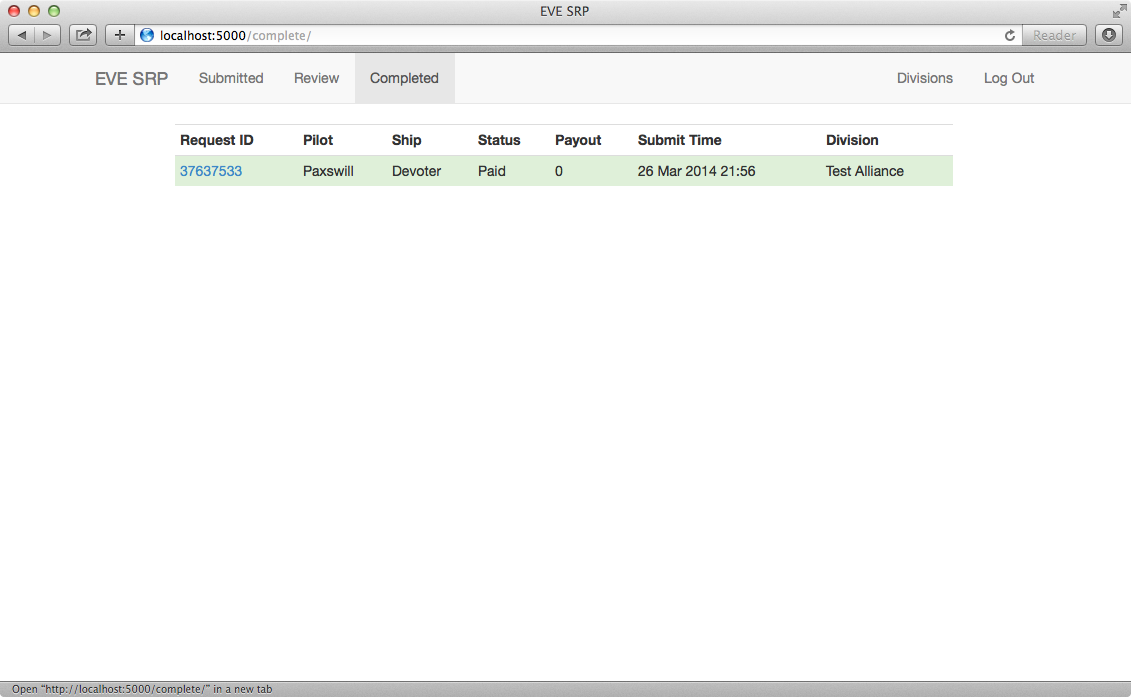 EVE SRP
localhost:5000/complete/ Reader
EVE SRP Submitted Review Completed Divisions Log Out
Request ID Pilot Ship Status Payout Submit Time Division
37637533 Paxswill Devoter Paid 0 26 Mar 2014 21:56 Test Alliance
Open “http://localhost:5000/complete/” in a new tab